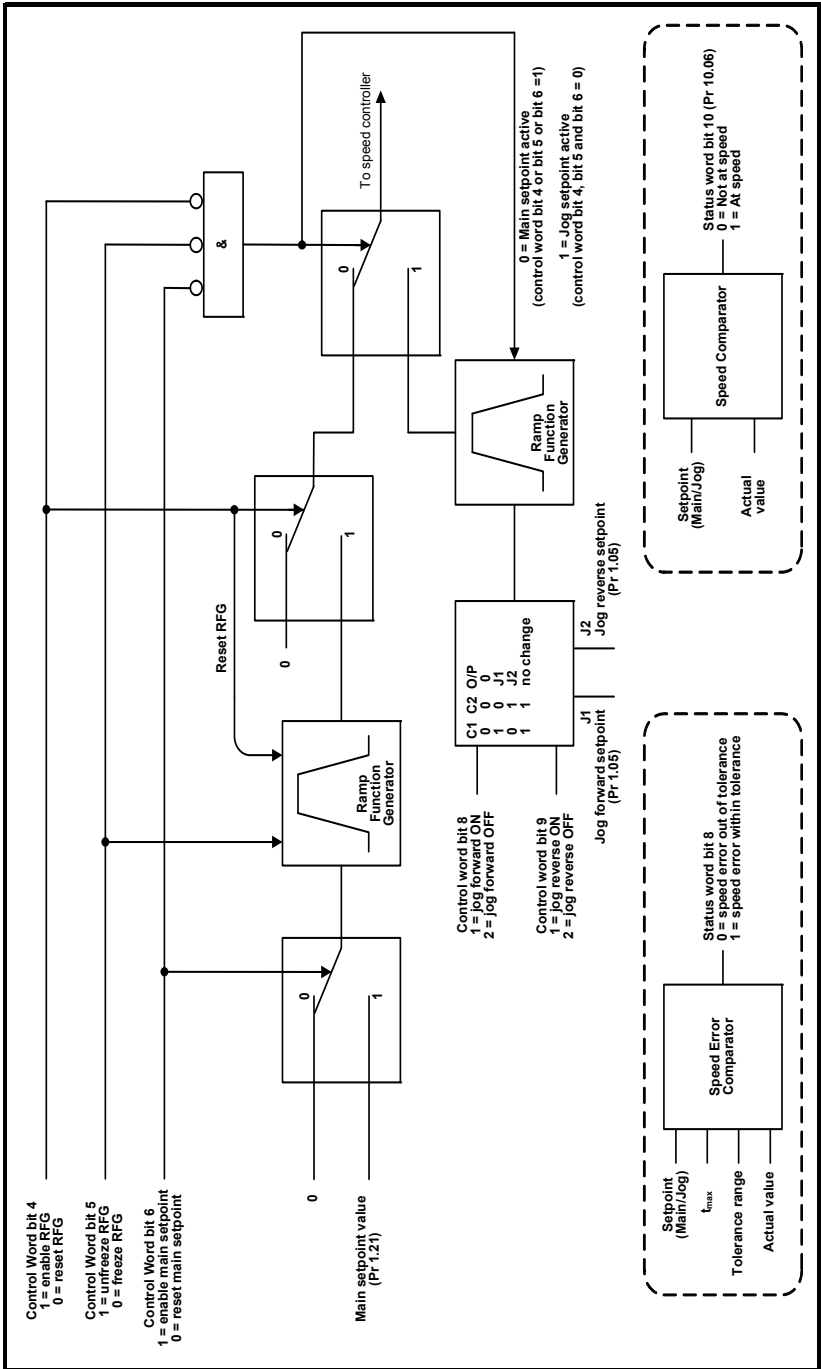 Control Word bit 4
1 = enable RFG
0 = reset RFG
Control Word bit 5
1 = unfreeze RFG
0 = freeze RFG
Control Word bit 6
1 = enable main setpoint
0 = reset main setpoint
0
Main setpoint value
(Pr 1.21)
0
1
Ramp
Function
Generator
Reset RFG
0
0
1
&
0
1
To speed controller
0 = Main setpoint active
(control word bit 4 or bit 5 or bit 6 =1)
1 = Jog setpoint active
(control word bit 4, bit 5 and bit 6 = 0)
Control word bit 8
1 = jog forward ON
2 = jog forward OFF
Control word bit 9
1 = jog reverse ON
2 = jog reverse OFF
C1 C2 O/P
0 0 0
1 0 J1
0 1 J2
1 1 no change
J1
Jog forward setpoint
(Pr 1.05)
J2
Jog reverse setpoint
(Pr 1.05)
Ramp
Function
Generator
Setpoint
(Main/Jog)
tmax
Tolerance range
Actual value
Speed Error
Comparator
Status word bit 8
0 = speed error out of tolerance
1 = speed error within tolerance
Setpoint
(Main/Jog)
Actual
value
Speed Comparator
Status word bit 10 (Pr 10.06)
0 = Not at speed
1 = At speed